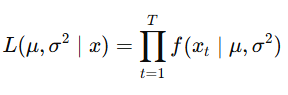 L(μ, σ² | x) = ∏_{t=1}^{T} f(x_t | μ, σ²)